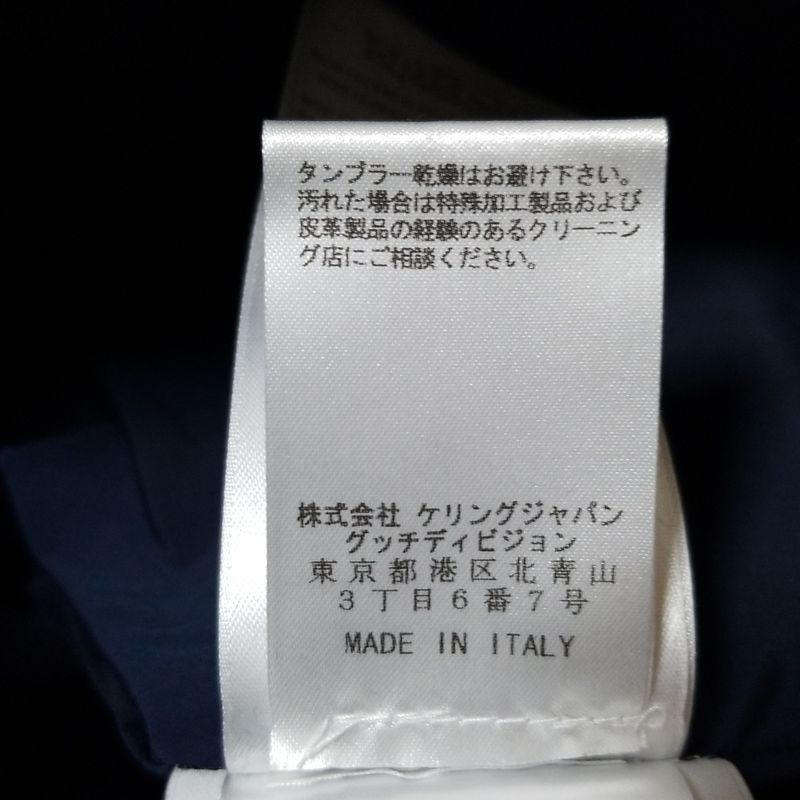 タンブラー乾燥はお避け下さい。
汚れた場合は特殊加工製品および
皮革製品の経験のあるクリーニン
グ店にご相談ください。
株式会社 ケリングジャパン
グッチディビジョン
東京都港区北青山
３丁目６番７号
MADE IN ITALY